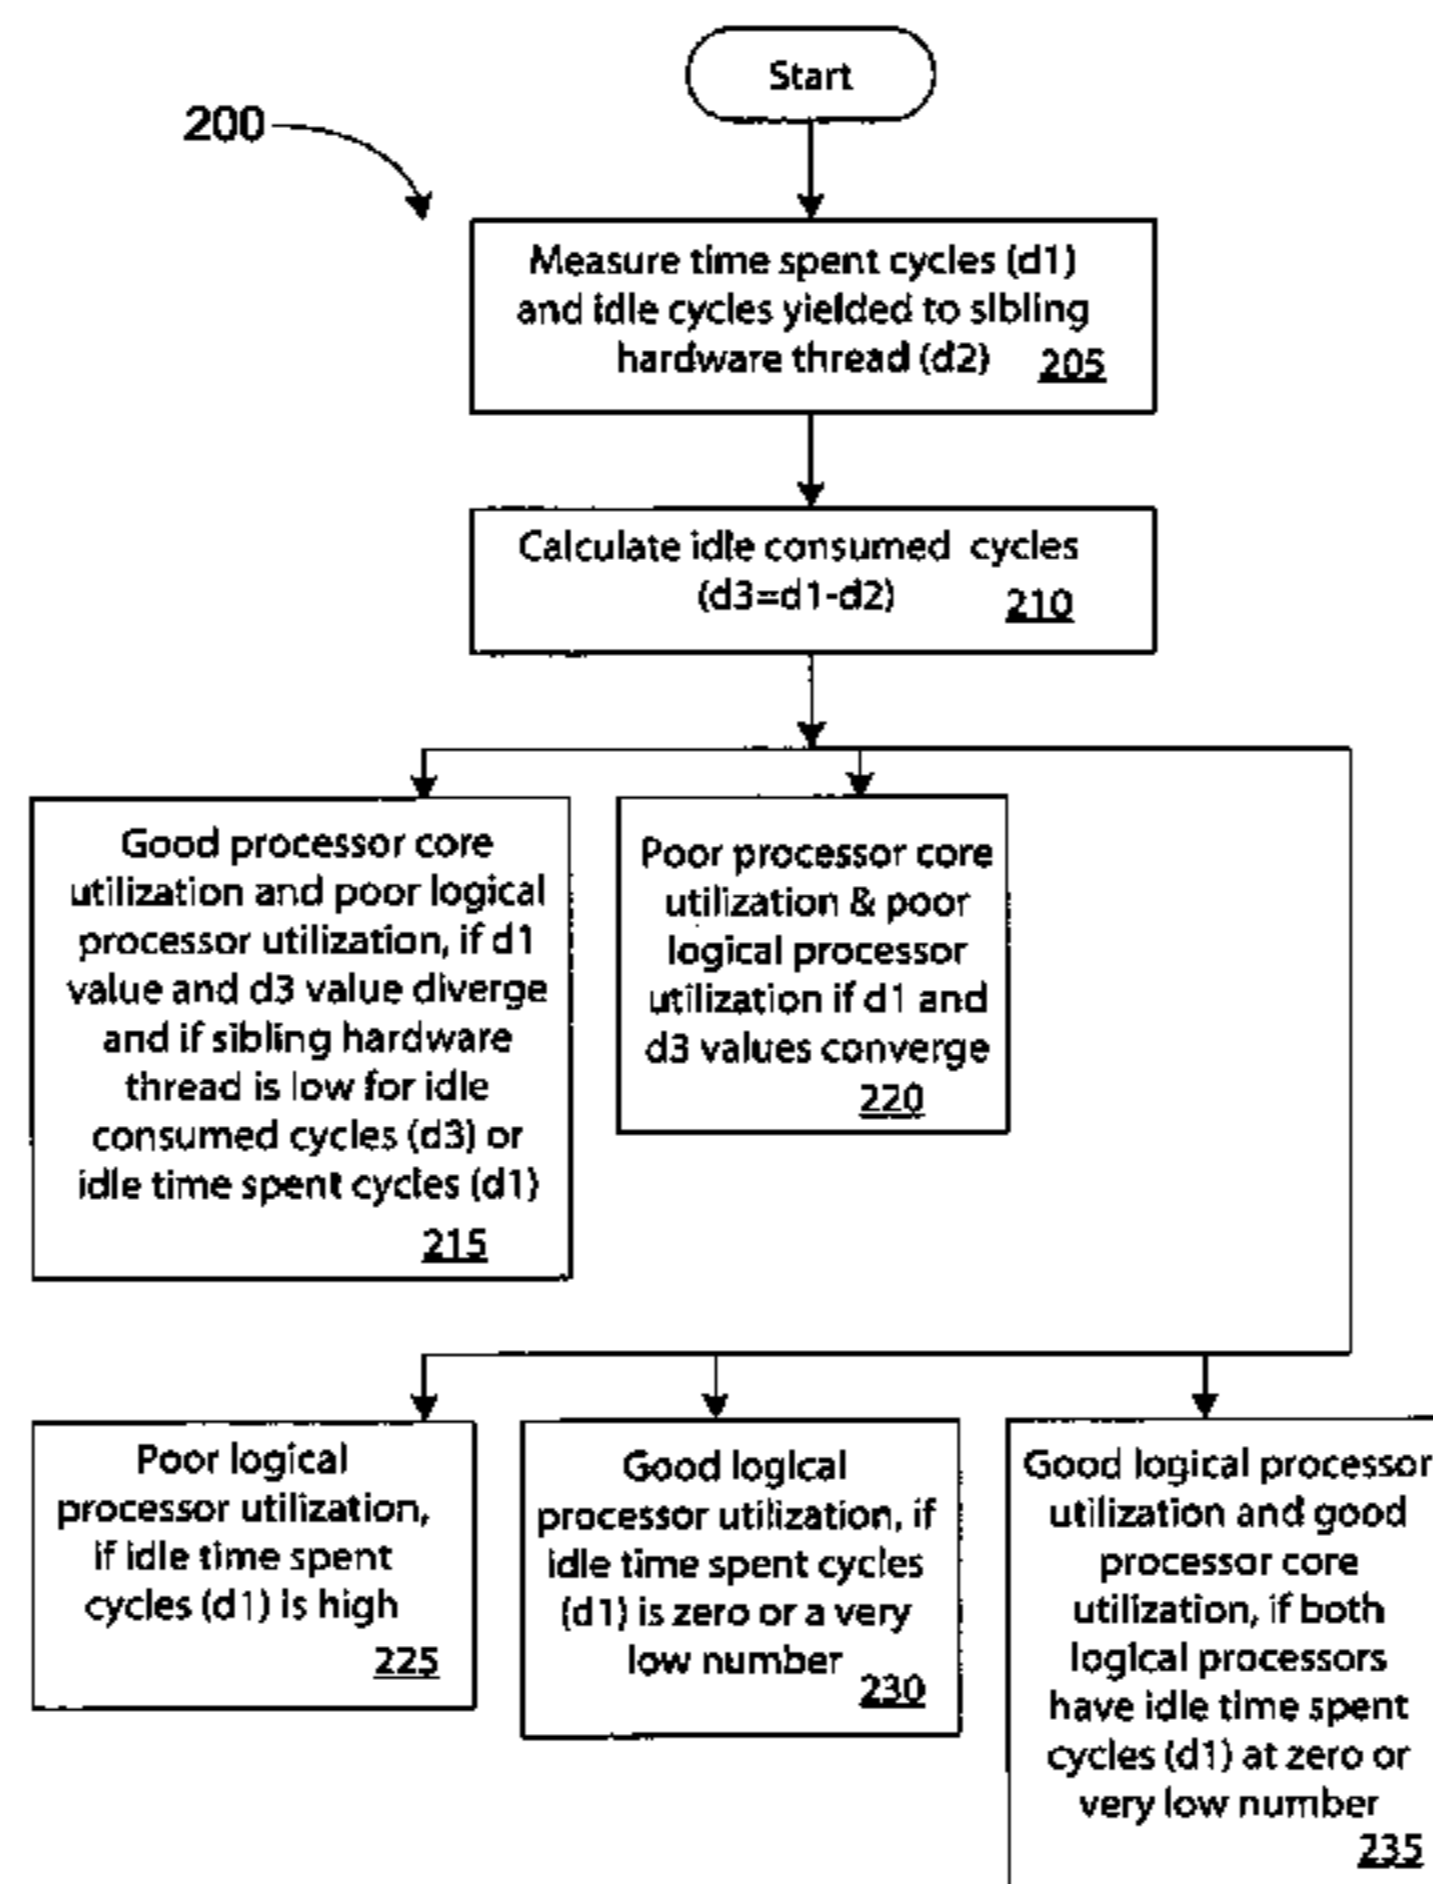 Start
200
Measure time spent cycles (d1)
and idle cycles yielded to sibling
hardware thread (d2) 205
Calculate idle consumed cycles
(d3=d1-d2) 210
Good processor core
utilization and poor logical
processor utilization, if d1
value and d3 value diverge
and if sibling hardware
thread is low for idle
consumed cycles (d3) or
idle time spent cycles (d1)
215
Poor processor core
utilization & poor
logical processor
utilization if d1 and
d3 values converge
220
Poor logical
processor utilization,
if idle time spent
cycles (d1) is high
225
Good logical
processor utilization, if
idle time spent cycles
(d1) is zero or a very
low number
230
Good logical processor
utilization and good
processor core
utilization, if both
logical processors
have idle time spent
cycles (d1) at zero or
very low number
235